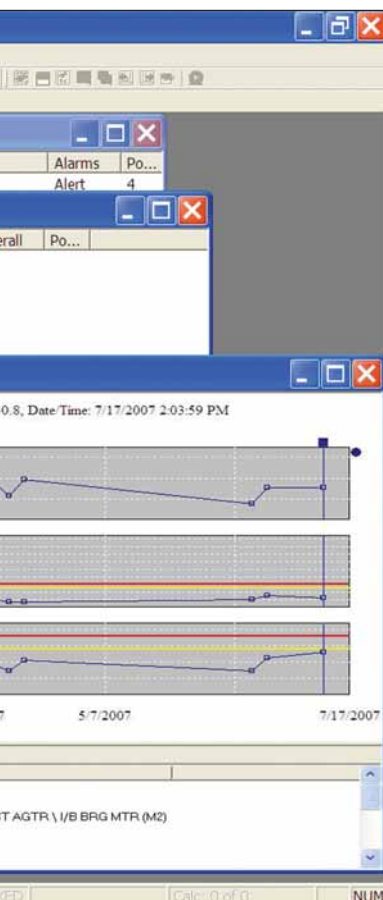 Alarms Po...
Alert 4
erall Po...
0.8, Date/Time: 7/17/2007 2:03:59 PM
7 5/7/2007 7/17/2007
ST AGTR \ I/B BRG MTR (M2)
Calc: 0 of 0 NUM